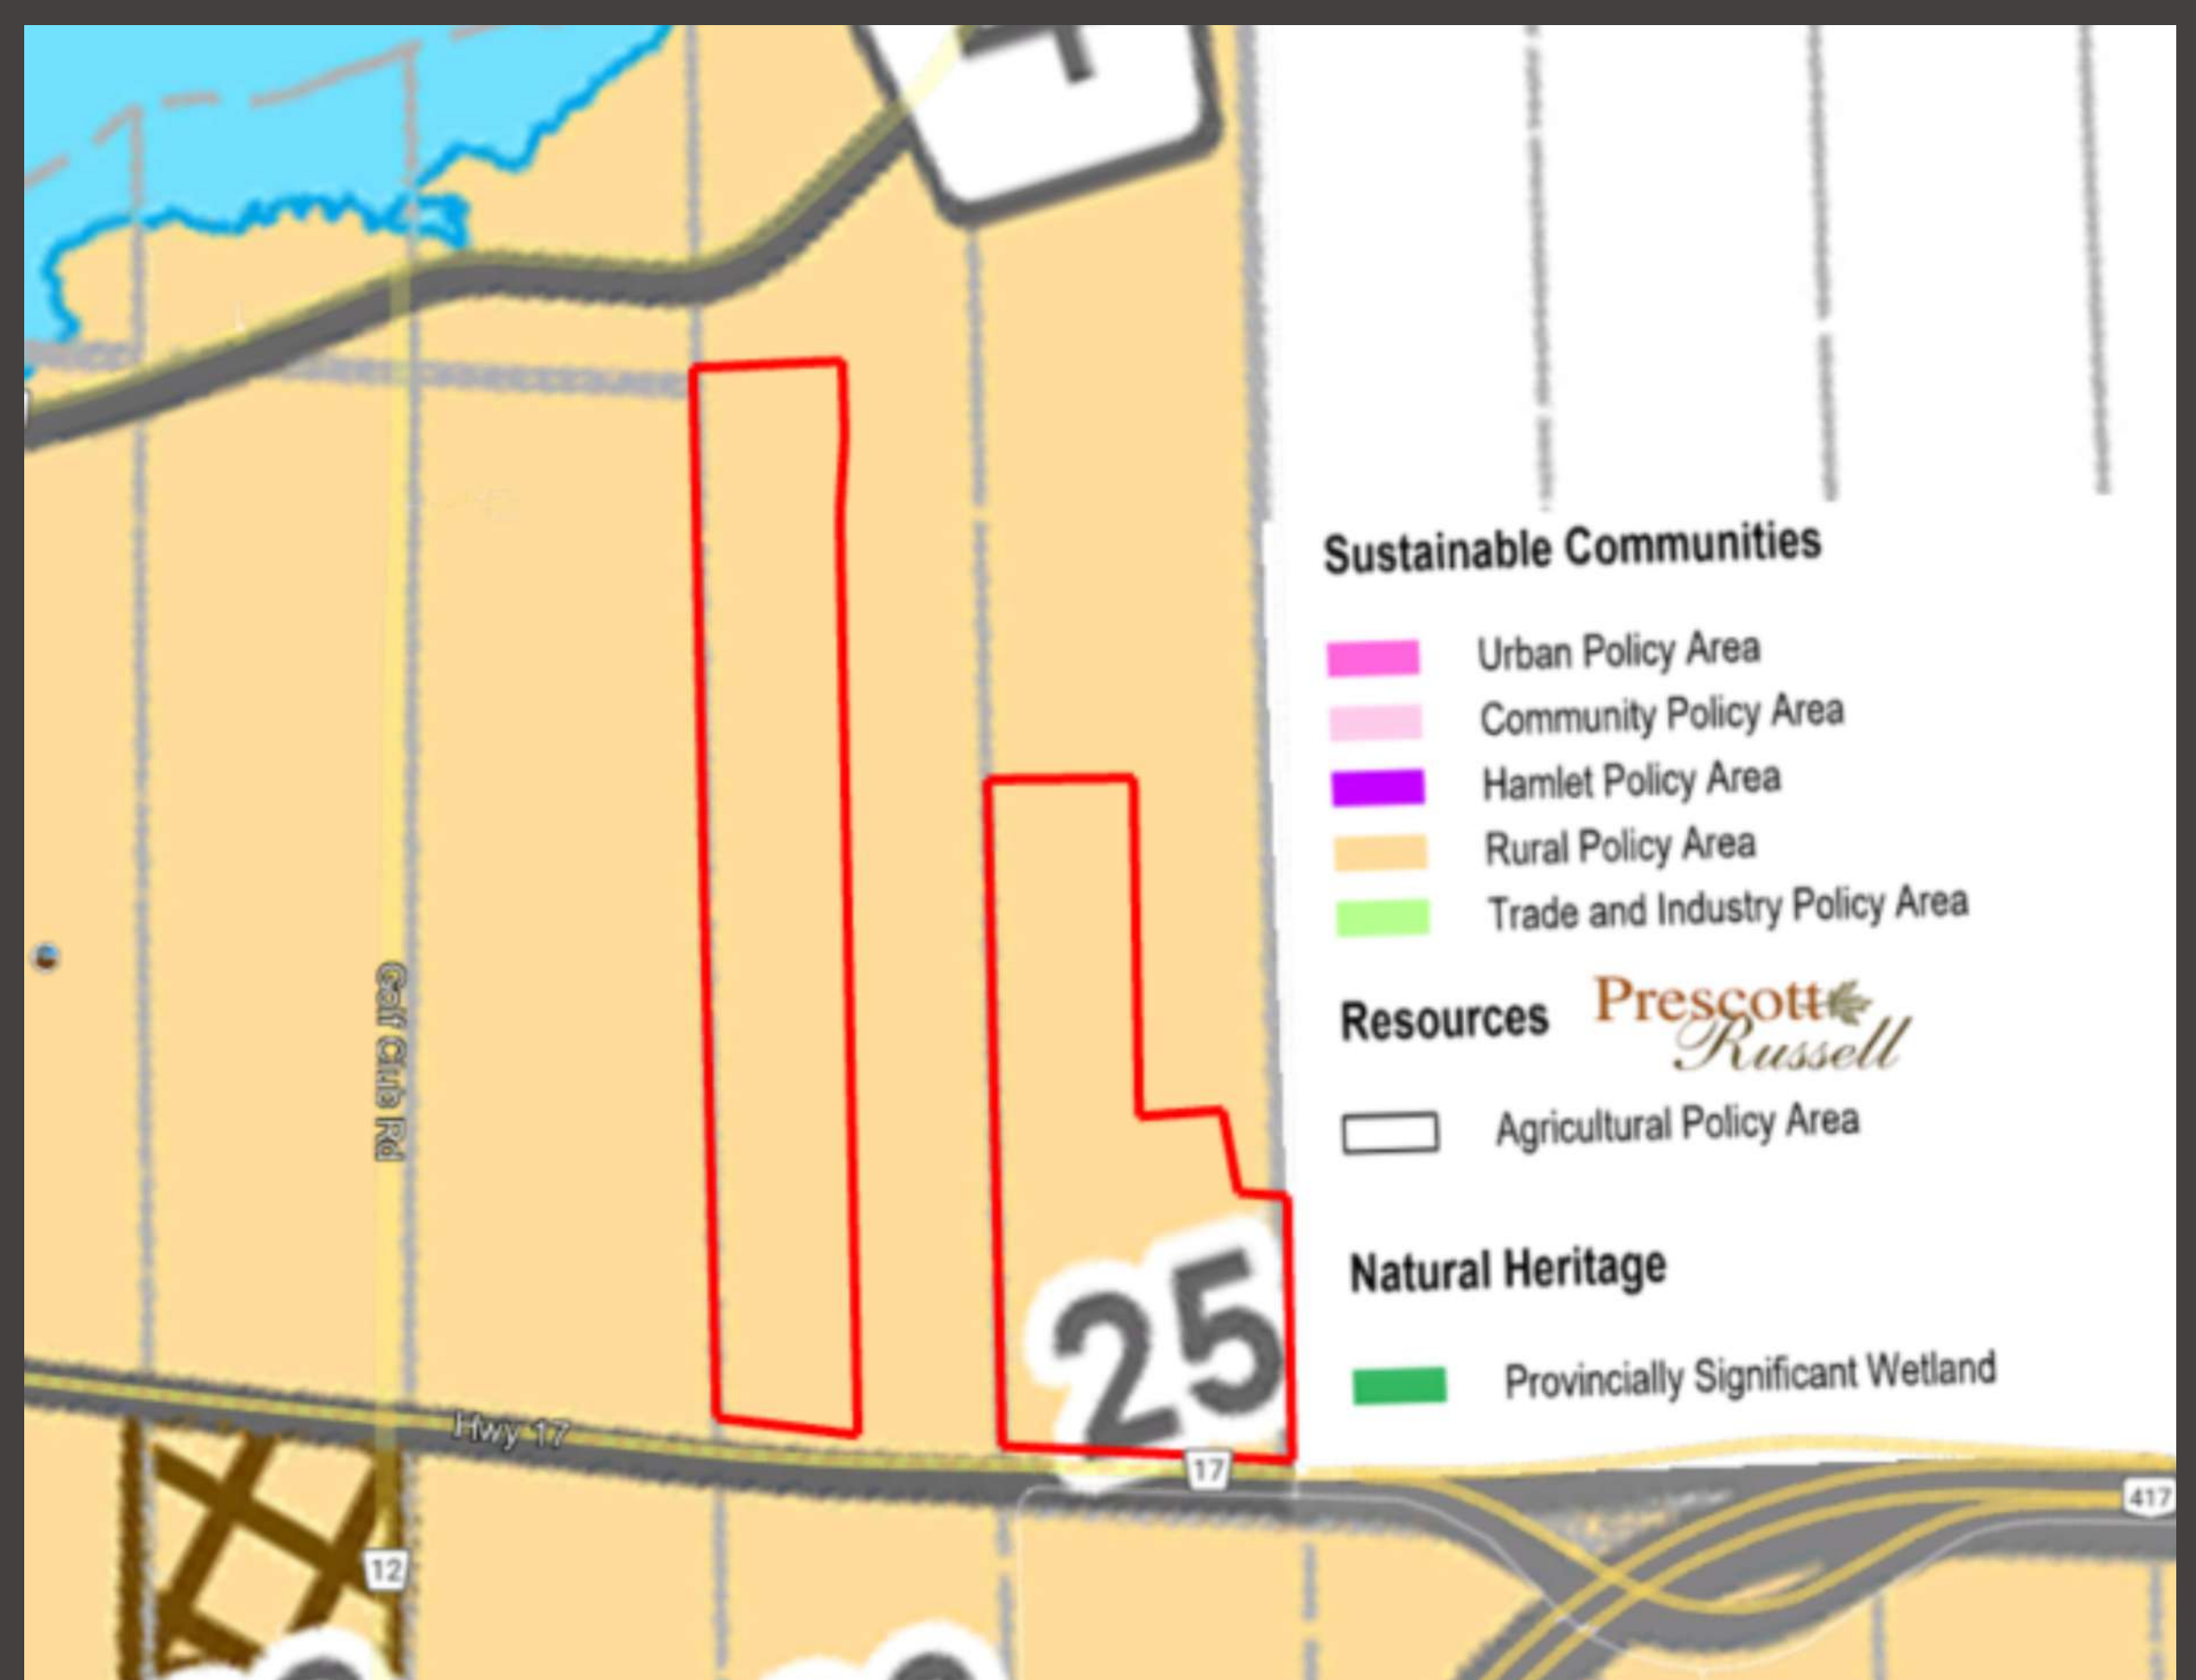 Sustainable Communities
Urban Policy Area
Community Policy Area
Hamlet Policy Area
Rural Policy Area
Trade and Industry Policy Area
Resources
Prescott
Russell
Agricultural Policy Area
Natural Heritage
Provincially Significant Wetland
Golf Club Rd
25
Hwy 17
17
417
12